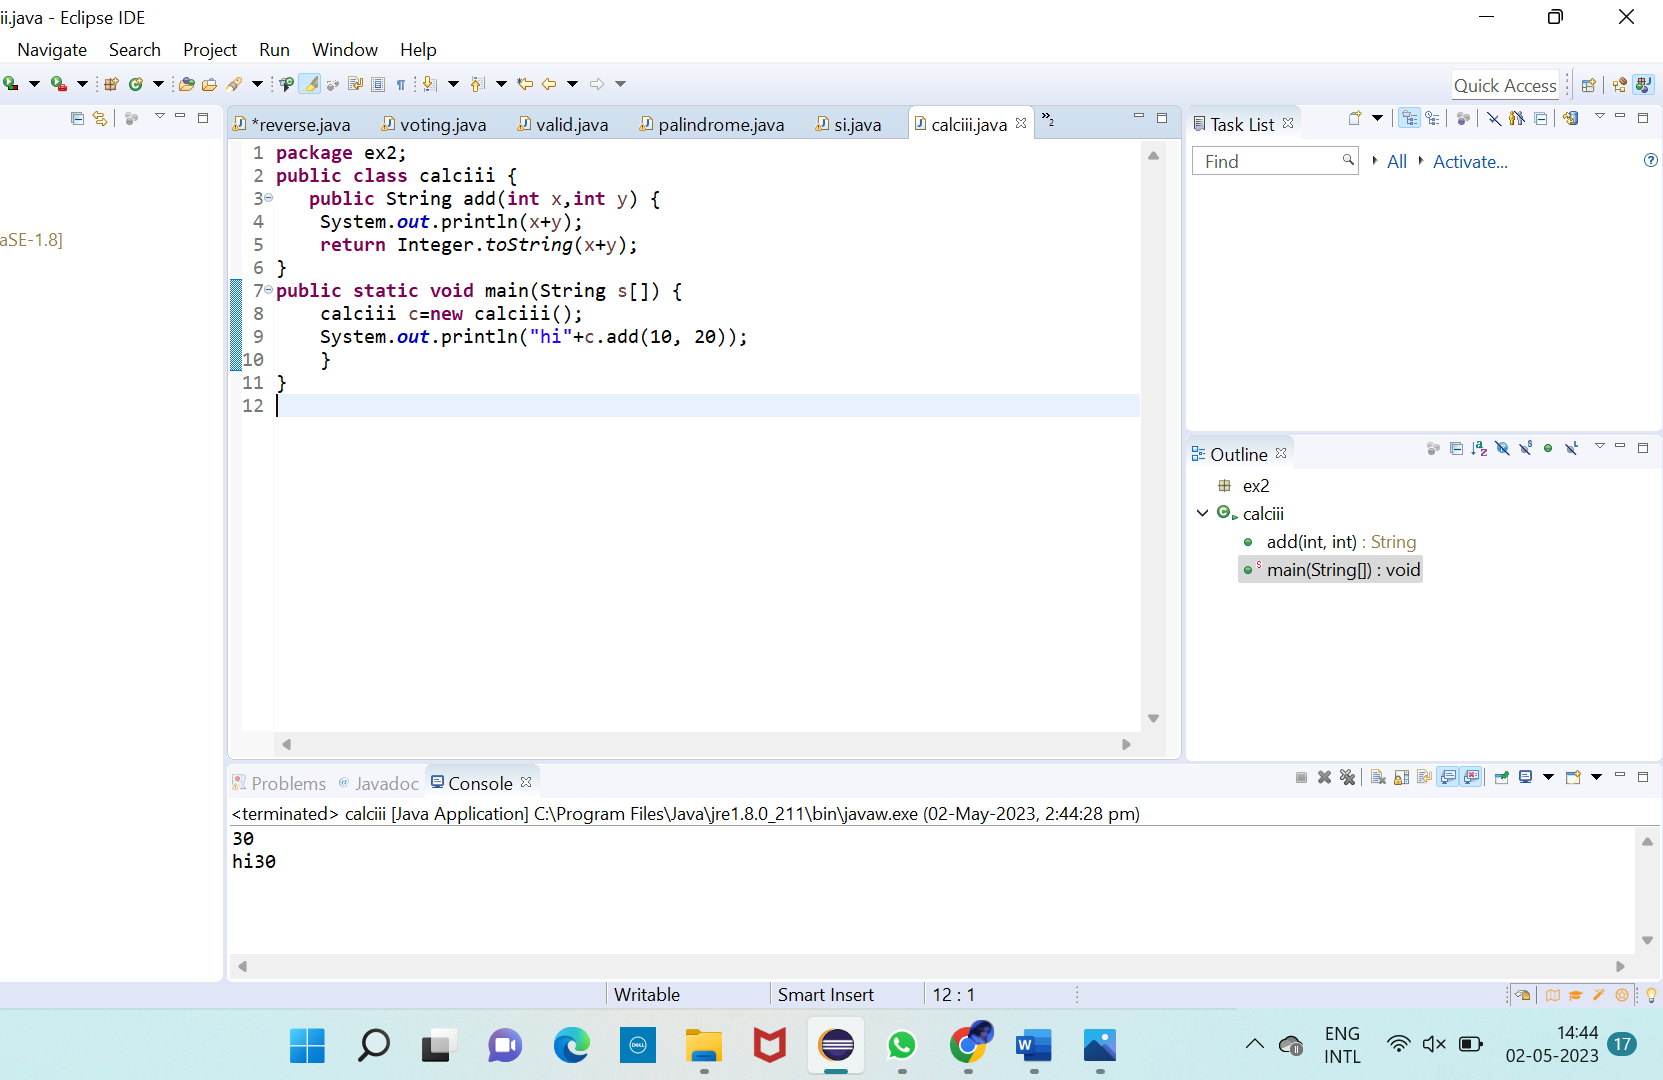 ii.java - Eclipse IDE
Navigate Search Project Run Window Help
Quick Access
aSE-1.8]
*reverse.java voting.java valid.java palindrome.java si.java calciii.java »2
1 package ex2;
2 public class calciii {
3 public String add(int x,int y) {
4 System.out.println(x+y);
5 return Integer.toString(x+y);
6 }
7 public static void main(String s[]) {
8 calciii c=new calciii();
9 System.out.println("hi"+c.add(10, 20));
10 }
11 }
12
Task List
Find All Activate...
Outline
ex2
calciii
add(int, int) : String
main(String[]) : void
Problems Javadoc Console
<terminated> calciii [Java Application] C:\Program Files\Java\jre1.8.0_211\bin\javaw.exe (02-May-2023, 2:44:28 pm)
30
hi30
Writable Smart Insert 12 : 1
ENG
INTL
14:44
02-05-2023
17